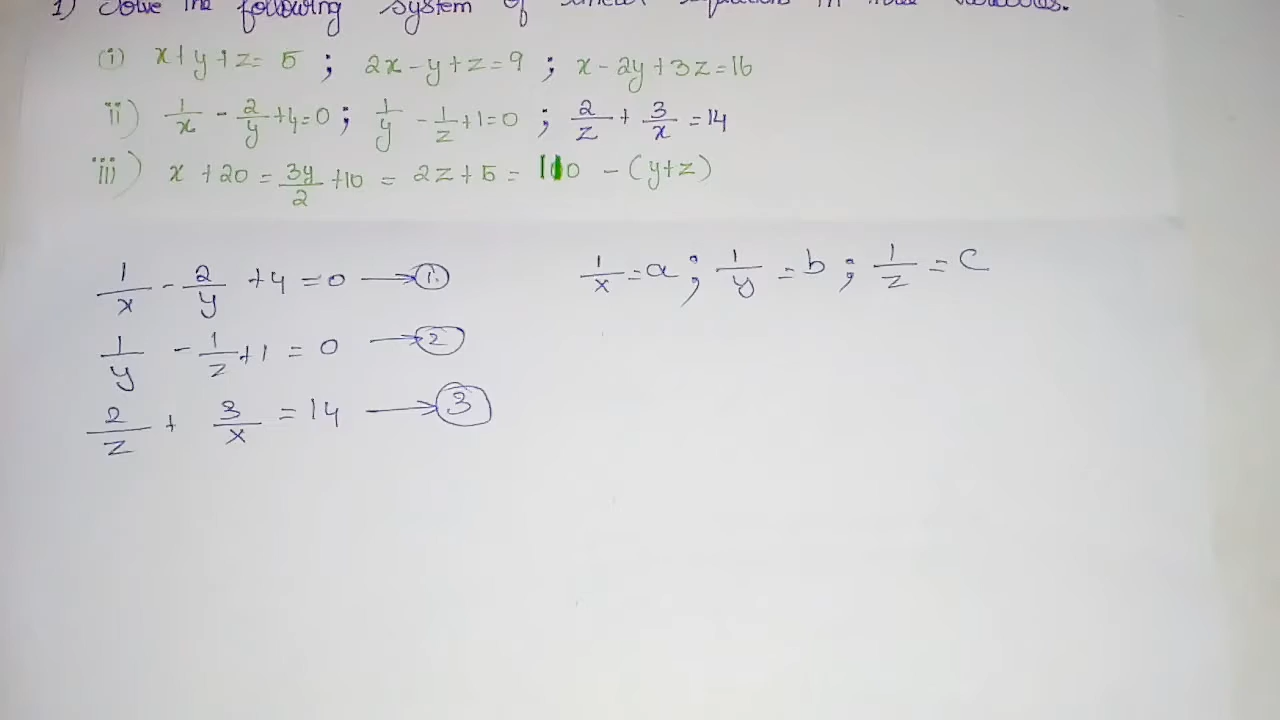 1) Solve the following system of linear equations in three variables.
(i) x+y+z=5 ; 2x-y+z=9 ; x-2y+3z=16
ii) 1/x - 2/y +4=0 ; 1/y - 1/z +1=0 ; 2/z + 3/x = 14
iii) x+20 = 3y/2 +10 = 2z+5 = 110 - (y+z)
1/x - 2/y +4 = 0 → 1.
1/y - 1/z +1 = 0 → 2
2/z + 3/x = 14 → 3
1/x = a ; 1/y = b ; 1/z = c